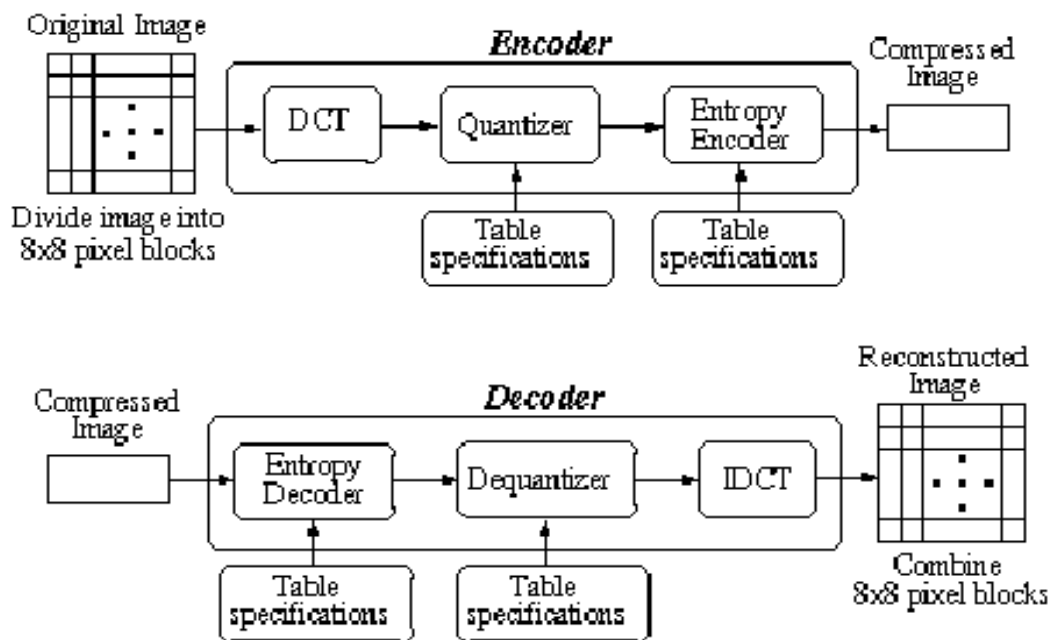 Original Image
Encoder
Compressed
Image
DCT
Quantizer
Entropy
Encoder
Divide image into
8x8 pixel blocks
Table
specifications
Table
specifications
Reconstructed
Image
Compressed
Image
Decoder
Entropy
Decoder
Dequantizer
IDCT
Table
specifications
Table
specifications
Combine
8x8 pixel blocks